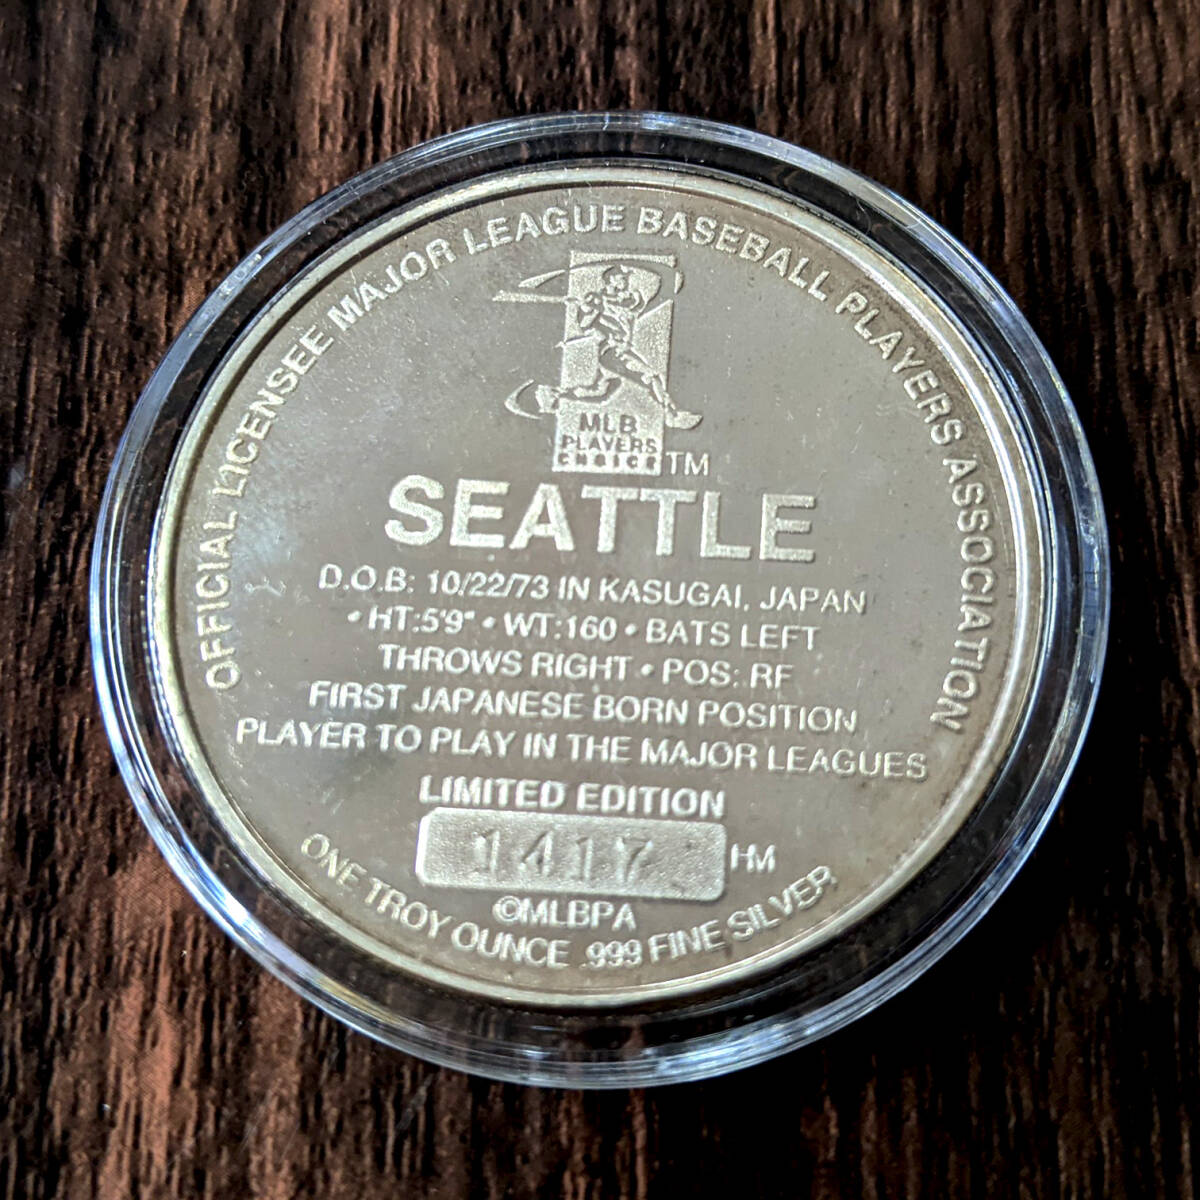 OFFICIAL LICENSEE MAJOR LEAGUE BASEBALL PLAYERS ASSOCIATION
MLB
PLAYERS
CHOICE TM
SEATTLE
D.O.B: 10/22/73 IN KASUGAI, JAPAN
• HT:5'9" • WT:160 • BATS LEFT
THROWS RIGHT • POS: RF
FIRST JAPANESE BORN POSITION
PLAYER TO PLAY IN THE MAJOR LEAGUES
LIMITED EDITION
1417 HM
©MLBPA
ONE TROY OUNCE .999 FINE SILVER